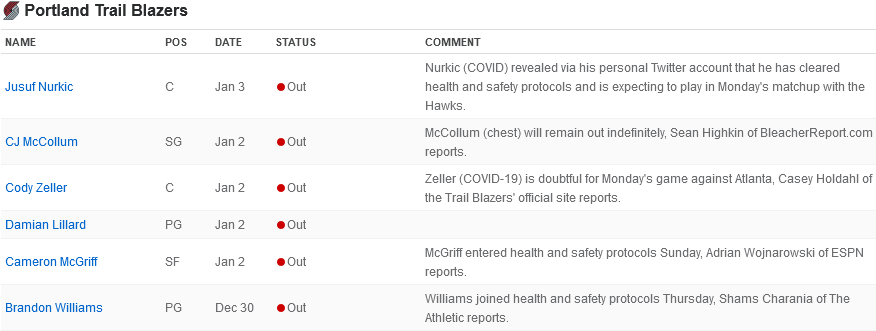 Portland Trail Blazers
NAME POS DATE STATUS COMMENT
Jusuf Nurkic C Jan 3 Out Nurkic (COVID) revealed via his personal Twitter account that he has cleared
health and safety protocols and is expecting to play in Monday's matchup with the
Hawks.
CJ McCollum SG Jan 2 Out McCollum (chest) will remain out indefinitely, Sean Highkin of BleacherReport.com
reports.
Cody Zeller C Jan 2 Out Zeller (COVID-19) is doubtful for Monday's game against Atlanta, Casey Holdahl of
the Trail Blazers' official site reports.
Damian Lillard PG Jan 2 Out
Cameron McGriff SF Jan 2 Out McGriff entered health and safety protocols Sunday, Adrian Wojnarowski of ESPN
reports.
Brandon Williams PG Dec 30 Out Williams joined health and safety protocols Thursday, Shams Charania of The
Athletic reports.